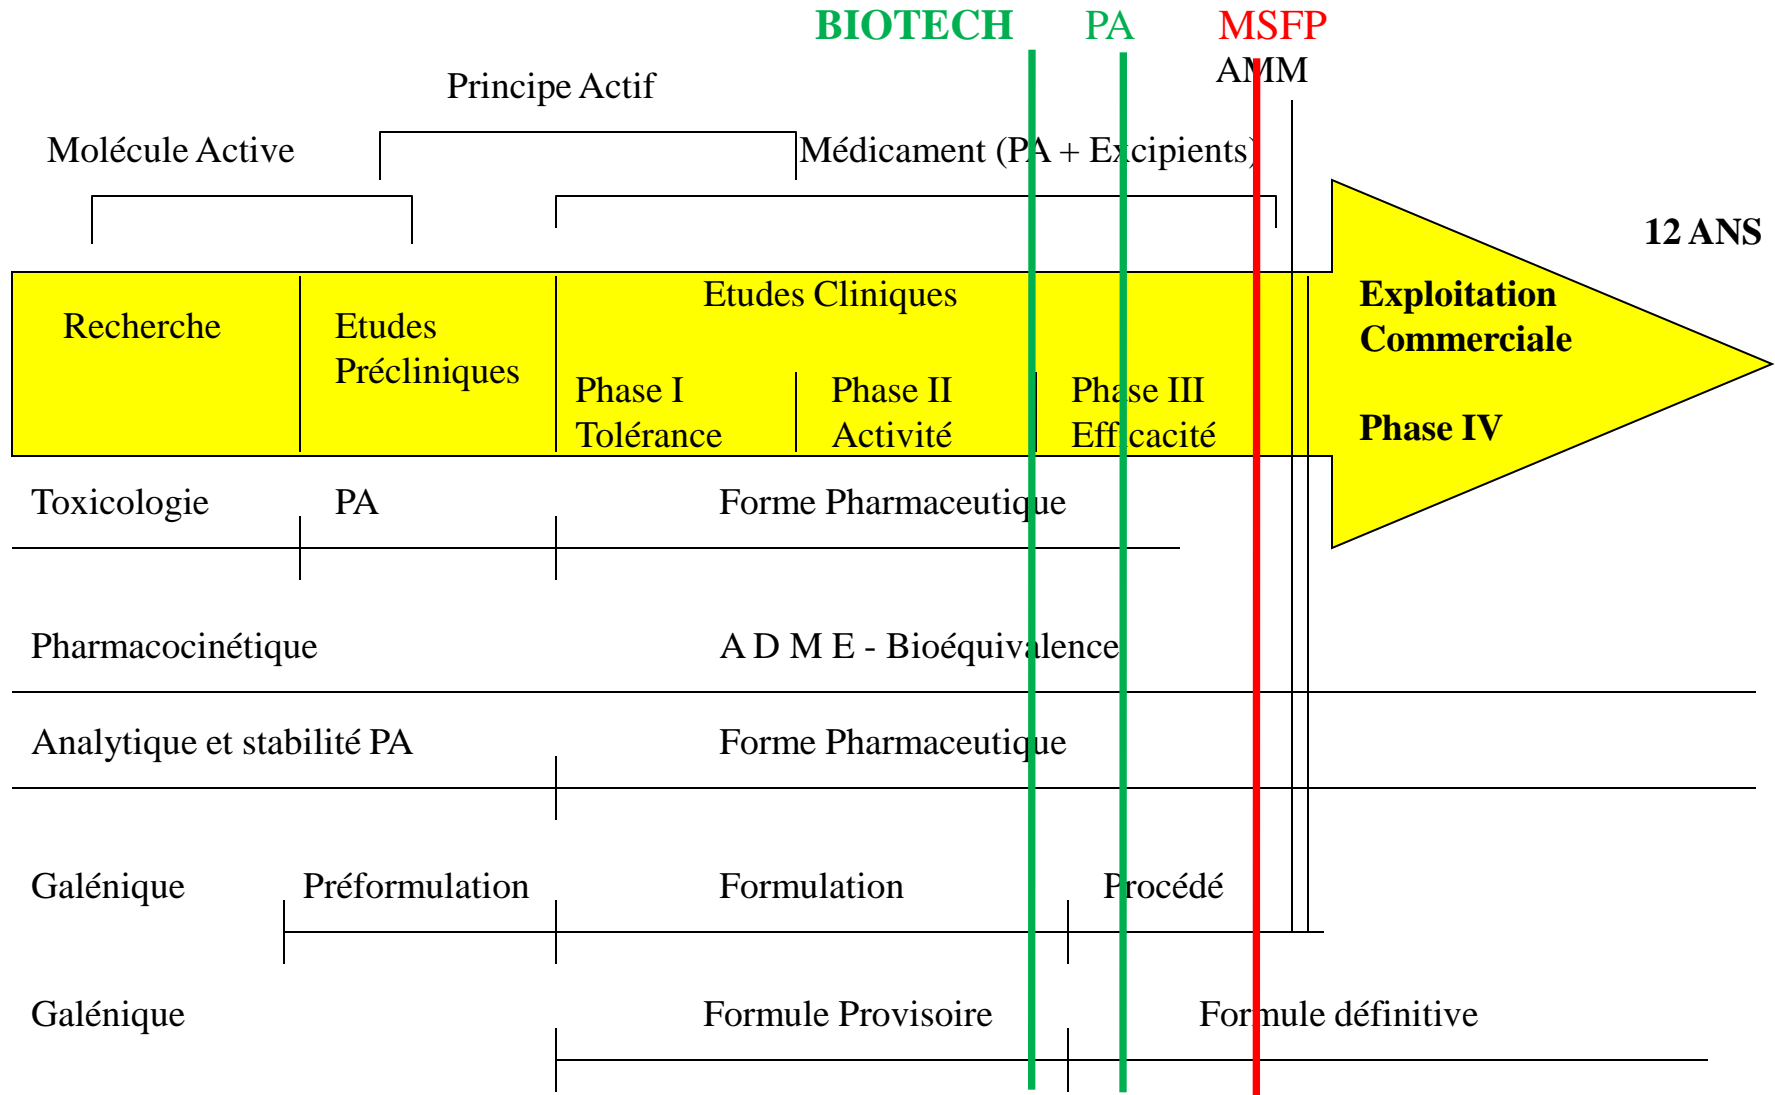 BIOTECH PA MSFP
AMM
Principe Actif
Molécule Active
Médicament (PA + Excipients)
12 ANS
Recherche
Etudes
Précliniques
Etudes Cliniques
Phase I
Tolérance
Phase II
Activité
Phase III
Efficacité
Exploitation
Commerciale
Phase IV
Toxicologie PA Forme Pharmaceutique
Pharmacocinétique A D M E - Bioéquivalence
Analytique et stabilité PA Forme Pharmaceutique
Galénique Préformulation Formulation Procédé
Galénique Formule Provisoire Formule définitive